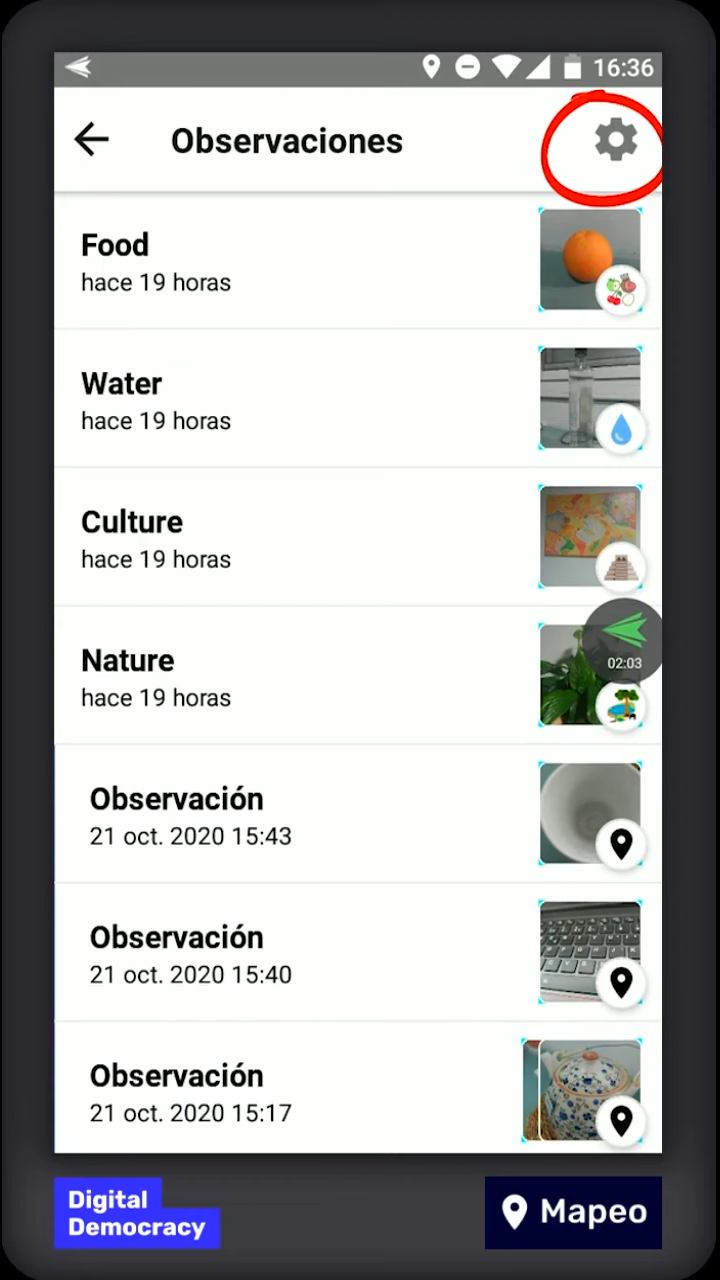 16:36
Observaciones
Food
hace 19 horas
Water
hace 19 horas
Culture
hace 19 horas
Nature
hace 19 horas
02:03
Observación
21 oct. 2020 15:43
Observación
21 oct. 2020 15:40
Observación
21 oct. 2020 15:17
Digital
Democracy
Mapeo